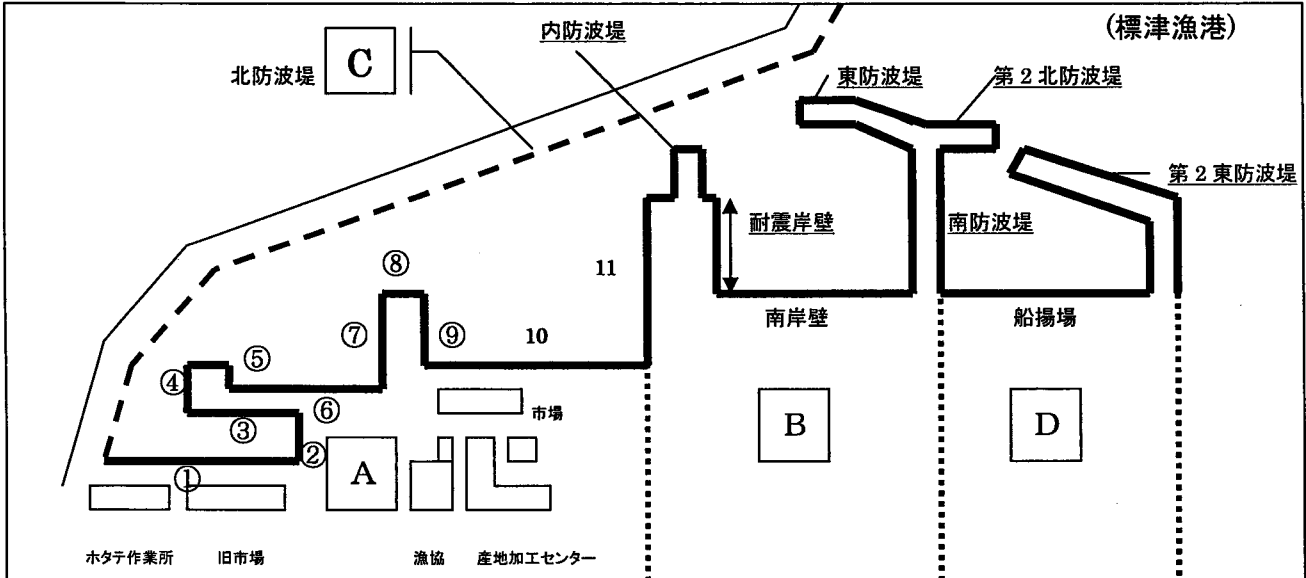 (標津漁港)
内防波堤
北防波堤
C
東防波堤
第2北防波堤
第2東防波堤
耐震岸壁
南防波堤
⑧
11
⑦
⑨
10
南岸壁
船揚場
⑤
④
⑥
③
市場
②
①
A
B
D
ホタテ作業所
旧市場
漁協
産地加工センター